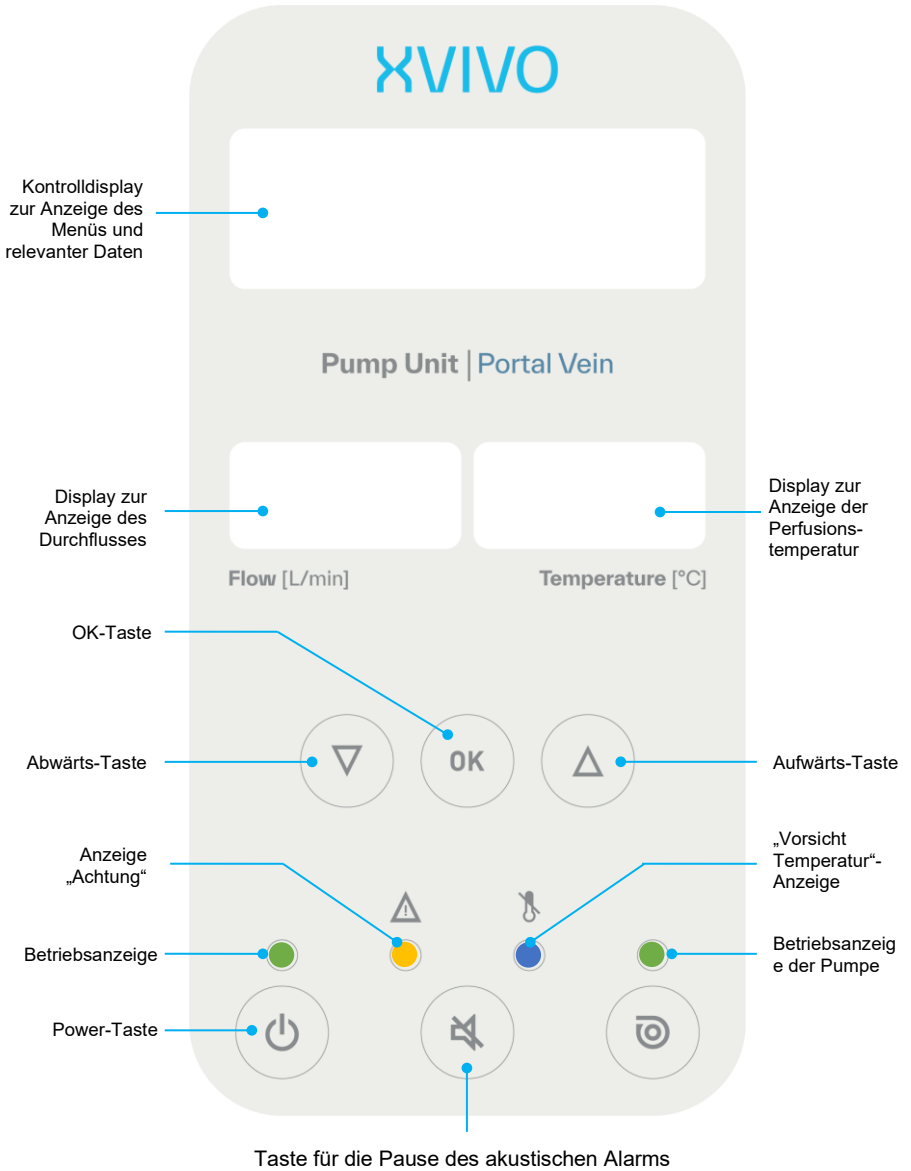 XVIVO
Kontrolldisplay
zur Anzeige des
Menüs und
relevanter Daten
Pump Unit | Portal Vein
Display zur
Anzeige des
Durchflusses
Display zur
Anzeige der
Perfusions-
temperatur
Flow [L/min]
Temperature [°C]
OK-Taste
Abwärts-Taste
OK
Aufwärts-Taste
Anzeige
„Achtung“
„Vorsicht
Temperatur“-
Anzeige
Betriebsanzeige
Betriebsanzeig
e der Pumpe
Power-Taste
Taste für die Pause des akustischen Alarms